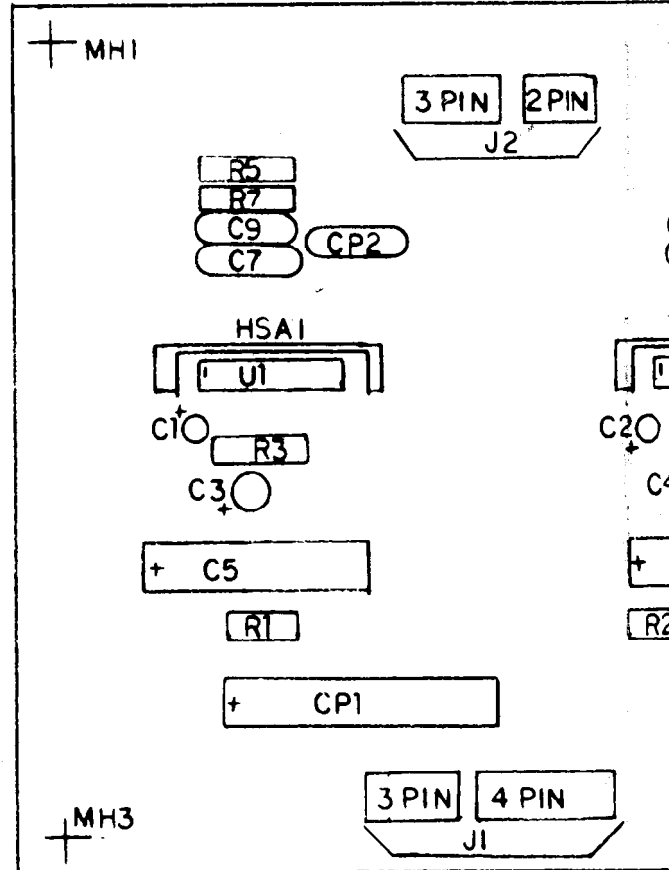 MH1
3 PIN 2 PIN
J2
R5
R7
C9
CP2
C7
HSA1
U1
+
C1
C2
+
R3
C3
+
C4
+ C5
+
R1
R2
+ CP1
3 PIN 4 PIN
MH3
J1